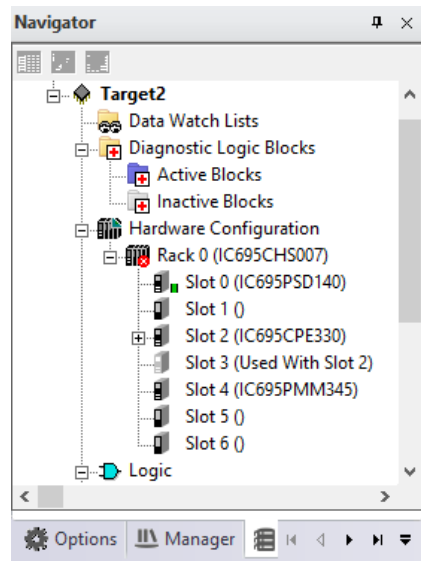 Navigator
Target2
Data Watch Lists
Diagnostic Logic Blocks
Active Blocks
Inactive Blocks
Hardware Configuration
Rack 0 (IC695CHS007)
Slot 0 (IC695PSD140)
Slot 1 ()
Slot 2 (IC695CPE330)
Slot 3 (Used With Slot 2)
Slot 4 (IC695PMM345)
Slot 5 ()
Slot 6 ()
Logic
Options Manager